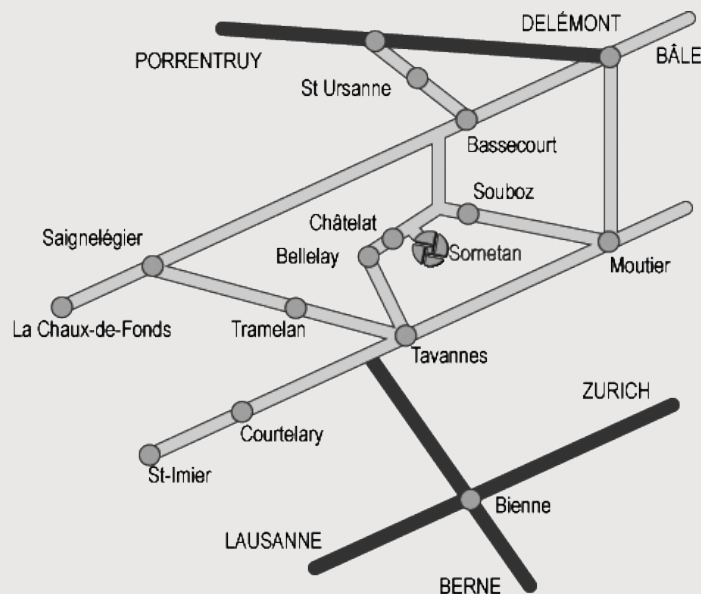 DELÉMONT
PORRENTRUY
BÂLE
St Ursanne
Bassecourt
Souboz
Châtelat
Saignelégier
Bellelay
Sornetan
Moutier
La Chaux-de-Fonds
Tramelan
Tavannes
ZURICH
Courtelary
St-Imier
Bienne
LAUSANNE
BERNE